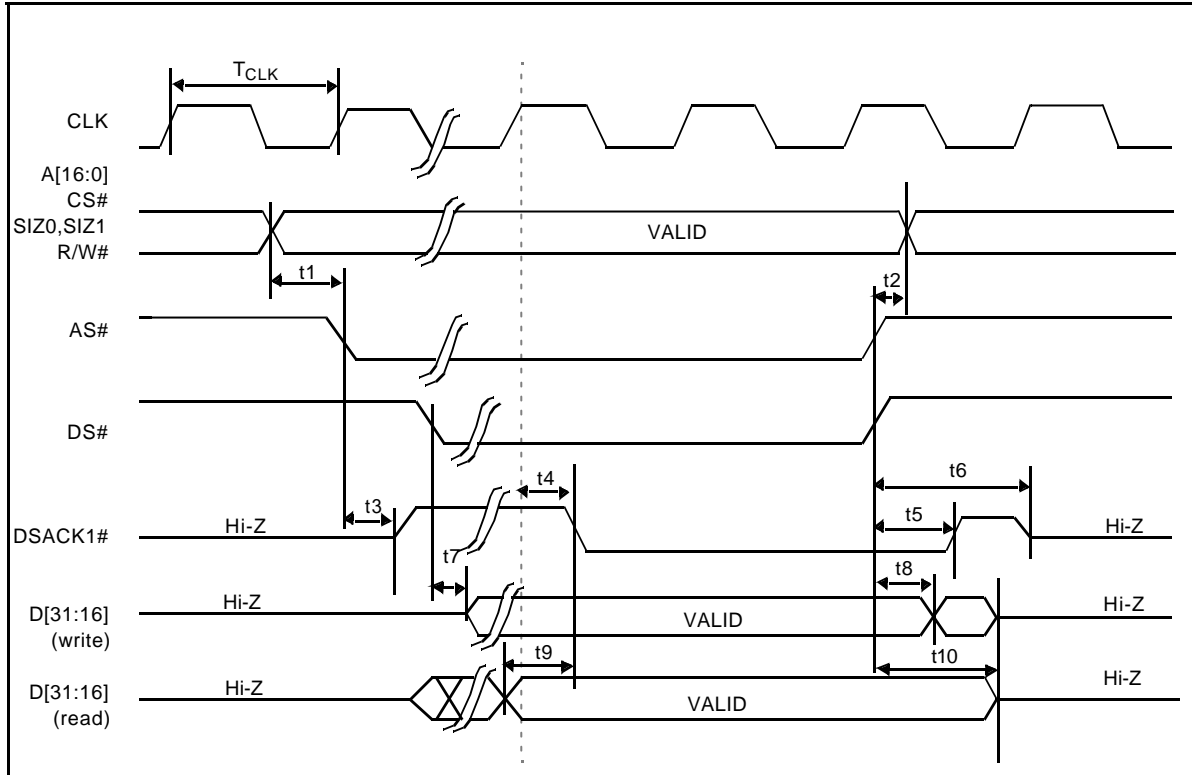 TCLK
CLK
A[16:0]
CS#
SIZ0,SIZ1
R/W#
VALID
t1
t2
AS#
DS#
t6
t4
t5
t3
DSACK1#
Hi-Z
Hi-Z
t7
t8
Hi-Z
Hi-Z
D[31:16]
(write)
VALID
t9
t10
Hi-Z
Hi-Z
D[31:16]
(read)
VALID